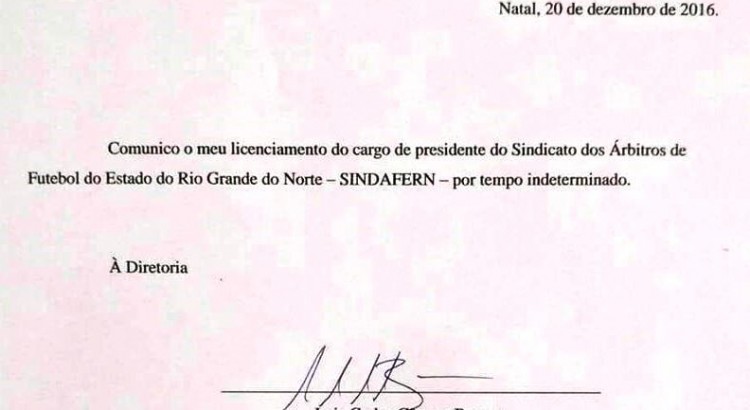 Natal, 20 de dezembro de 2016.
Comunico o meu licenciamento do cargo de presidente do Sindicato dos Árbitros de
Futebol do Estado do Rio Grande do Norte – SINDAFERN – por tempo indeterminado.
À Diretoria